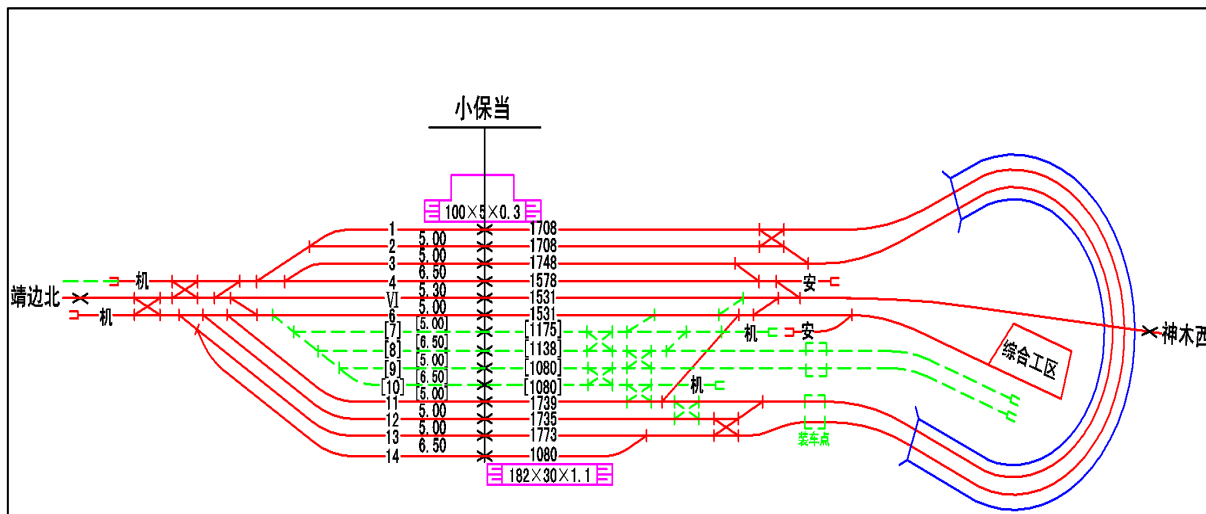 小保当
100×5×0.3
1 1708
5.00
2 1708
5.00
3 1748
6.50
机 4 1578 安
5.30
靖边北 Ⅵ 1531
5.00
机 6 1531
[5.00]
[7] [1175] 机 安 神木西
[6.50]
[8] [1138] 综合工区
[5.00]
[9] [1080]
[6.50]
[10] [1080] 机
[5.00]
11 1739
5.00
12 1735
5.00
13 1773 装车点
6.50
14 1080
182×30×1.1